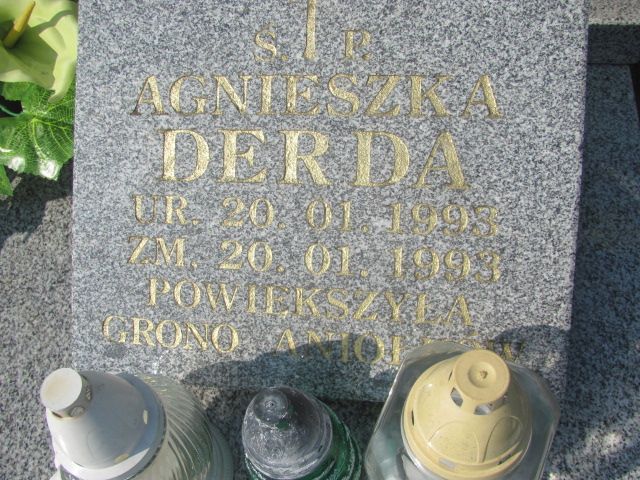 Ś. P.
AGNIESZKA
DERDA
UR. 20. 01. 1993
ZM. 20. 01. 1993
POWIEKSZYŁA
GRONO